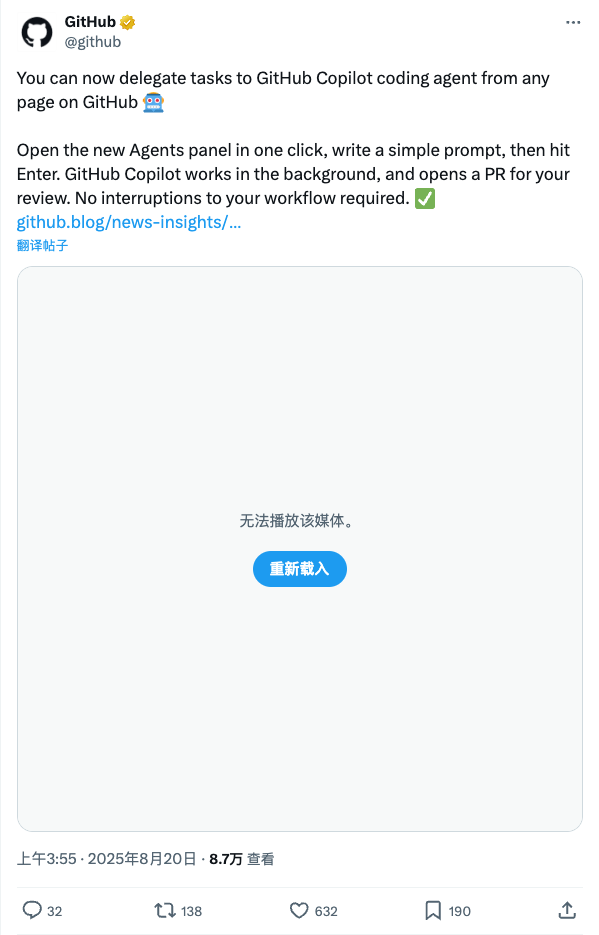 GitHub
@github
You can now delegate tasks to GitHub Copilot coding agent from any
page on GitHub 🤖
Open the new Agents panel in one click, write a simple prompt, then hit
Enter. GitHub Copilot works in the background, and opens a PR for your
review. No interruptions to your workflow required. ✅
github.blog/news-insights/…
翻译帖子
无法播放该媒体。
重新载入
上午3:55 · 2025年8月20日 · 8.7万 查看
32 138 632 190